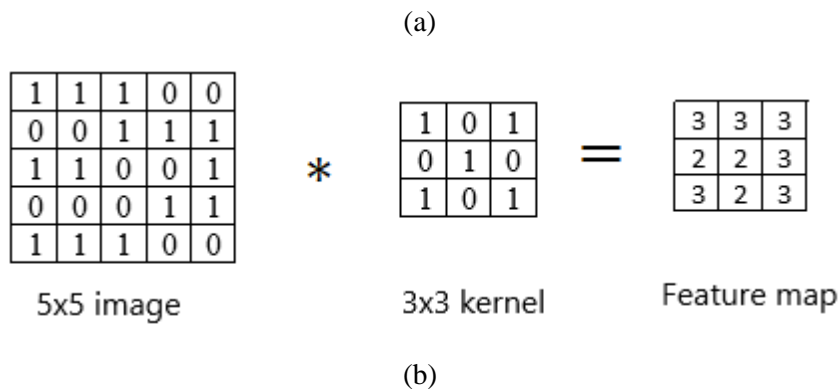 (a)
1 1 1 0 0
0 0 1 1 1
1 1 0 0 1
0 0 0 1 1
1 1 1 0 0
5x5 image
*
1 0 1
0 1 0
1 0 1
3x3 kernel
=
3 3 3
2 2 3
3 2 3
Feature map
(b)